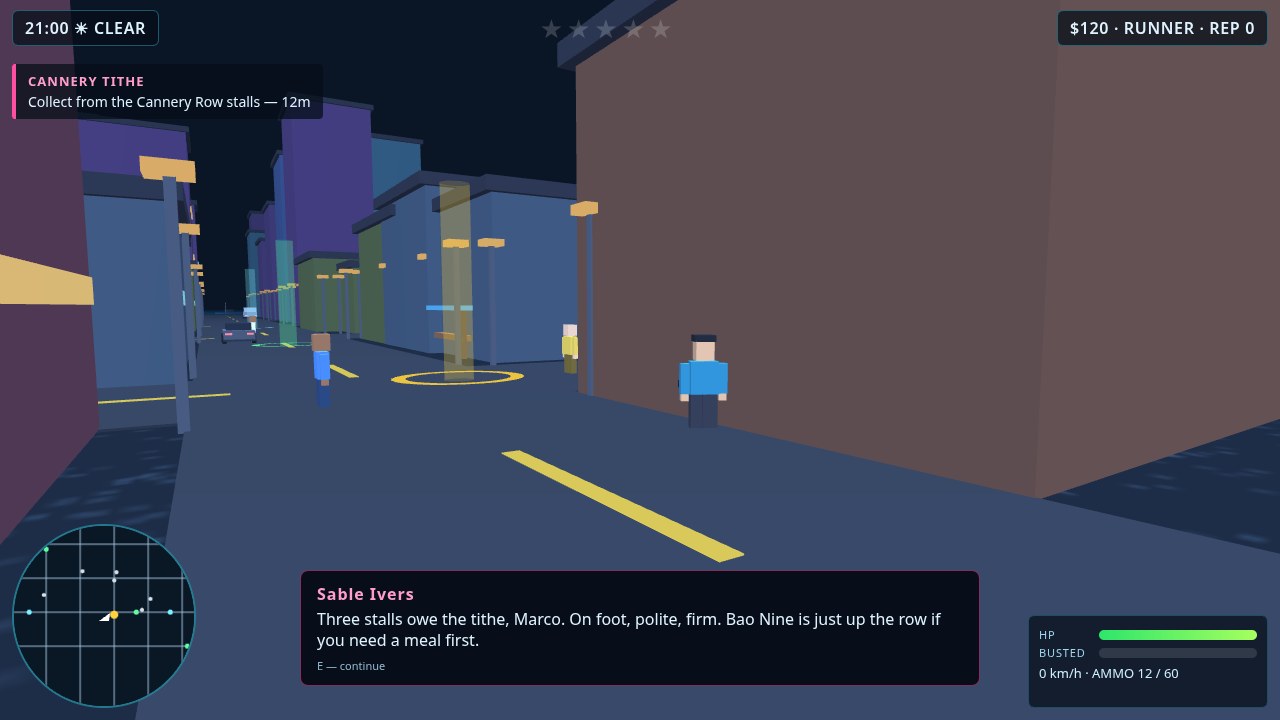 21:00 ☀ CLEAR
$120 · RUNNER · REP 0
CANNERY TITHE
Collect from the Cannery Row stalls — 12m
Sable Ivers
Three stalls owe the tithe, Marco. On foot, polite, firm. Bao Nine is just up the row if
you need a meal first.
E — continue
HP
BUSTED
0 km/h · AMMO 12 / 60